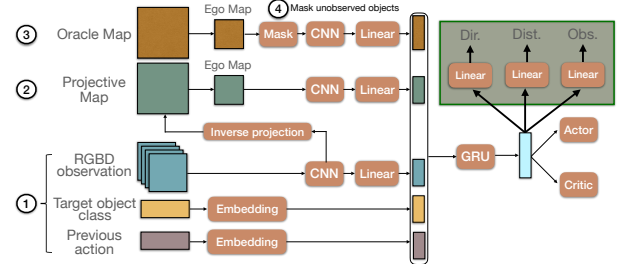 ④ Mask unobserved objects
③ Oracle Map
Ego Map
Mask
CNN
Linear
② Projective
Map
Ego Map
CNN
Linear
Inverse projection
① RGBD
observation
CNN
Linear
Target object
class
Embedding
Previous
action
Embedding
GRU
Dir. Dist. Obs.
Linear Linear Linear
Actor
Critic